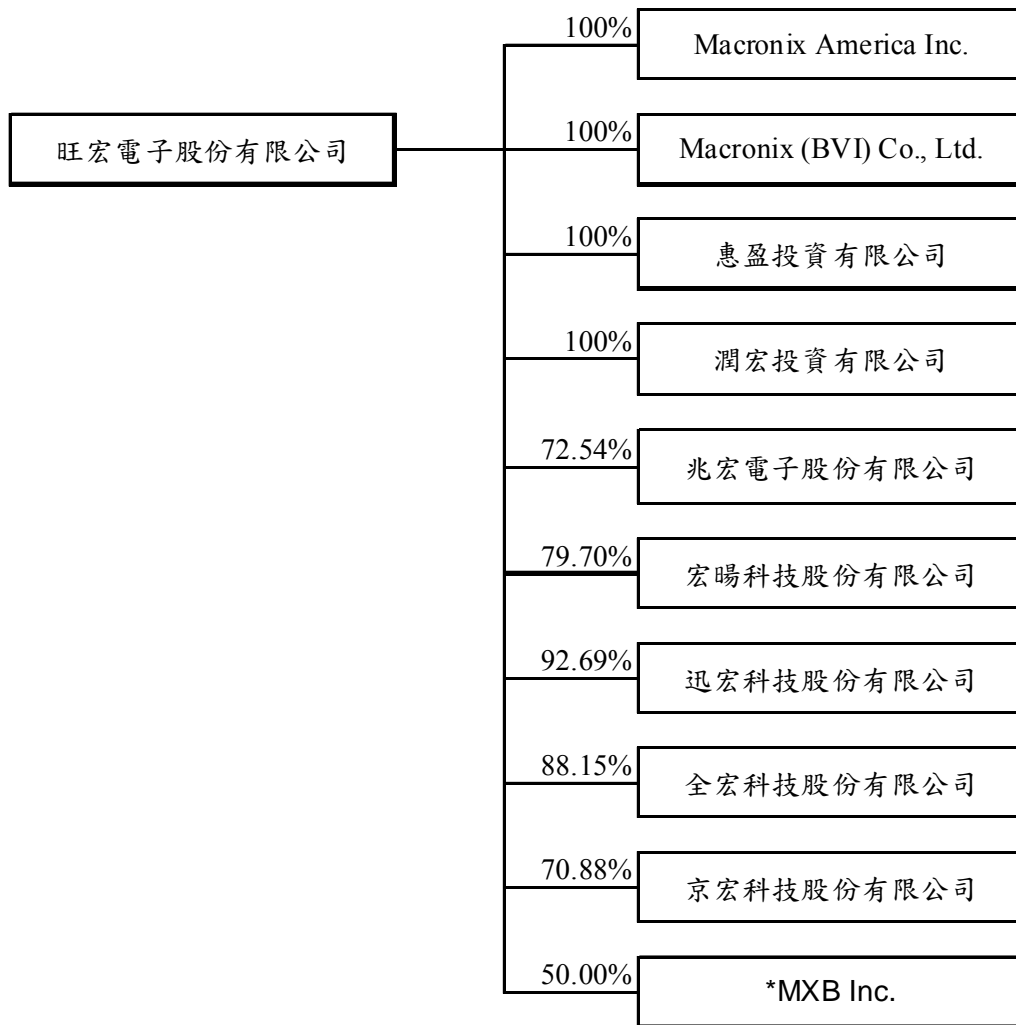 100%
Macronix America Inc.
旺宏電子股份有限公司
100%
Macronix (BVI) Co., Ltd.
100%
惠盈投資有限公司
100%
潤宏投資有限公司
72.54%
兆宏電子股份有限公司
79.70%
宏暘科技股份有限公司
92.69%
迅宏科技股份有限公司
88.15%
全宏科技股份有限公司
70.88%
京宏科技股份有限公司
50.00%
*MXB Inc.